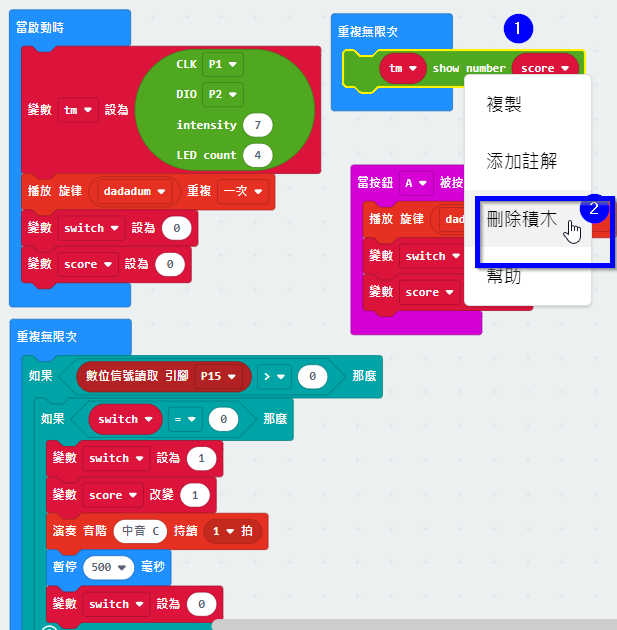 當啟動時
CLK P1
DIO P2
變數 tm 設為
intensity 7
LED count 4
播放 旋律 dadadum 重複 一次
變數 switch 設為 0
變數 score 設為 0
重複無限次
1
tm show number score
複製
添加註解
刪除積木
2
幫助
當按鈕 A 被按
播放 旋律 dad
變數 switch
變數 score
重複無限次
如果 數位信號讀取 引腳 P15 > 0 那麼
如果 switch = 0 那麼
變數 switch 設為 1
變數 score 改變 1
演奏 音階 中音 C 持續 1 拍
暫停 500 毫秒
變數 switch 設為 0